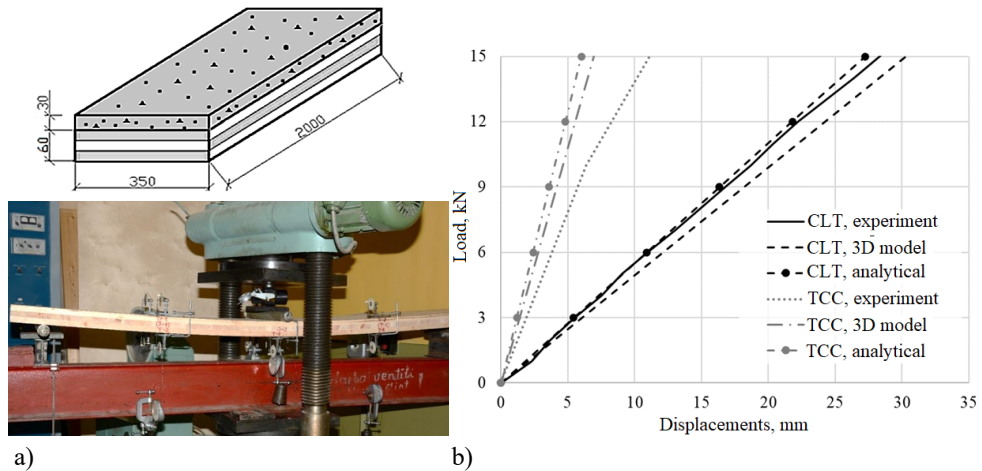 30
60
350
2000
a)
b)
Load, kN
15
12
9
6
3
0
0
5
10
15
20
25
30
35
Displacements, mm
CLT, experiment
CLT, 3D model
CLT, analytical
TCC, experiment
TCC, 3D model
TCC, analytical